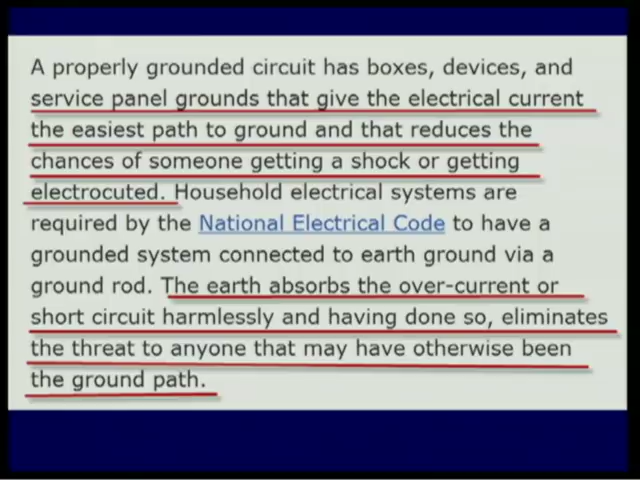 A properly grounded circuit has boxes, devices, and
service panel grounds that give the electrical current
the easiest path to ground and that reduces the
chances of someone getting a shock or getting
electrocuted. Household electrical systems are
required by the National Electrical Code to have a
grounded system connected to earth ground via a
ground rod. The earth absorbs the over-current or
short circuit harmlessly and having done so, eliminates
the threat to anyone that may have otherwise been
the ground path.